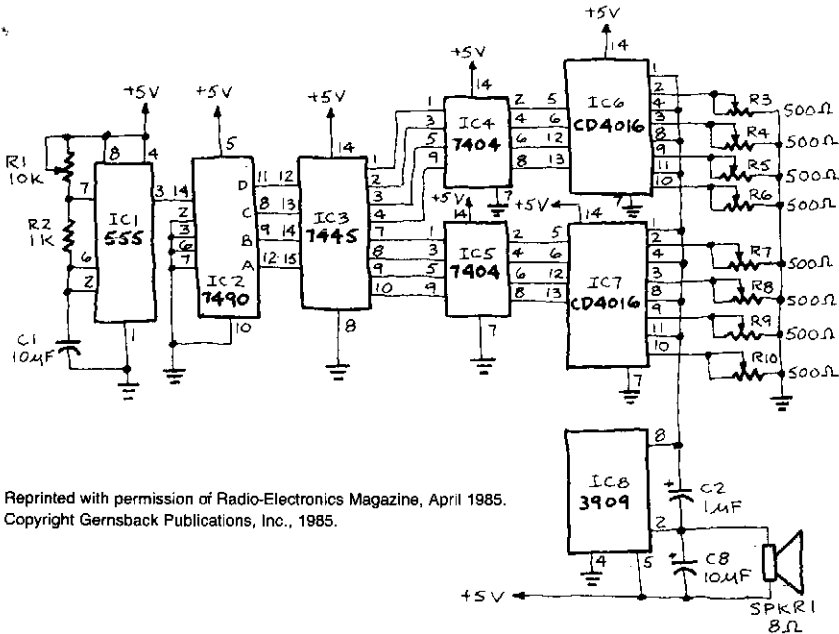 +5V
+5V
+5V
+5V
+5V
+5V
+5V
14
14
14
14
14
R1
10K
R2
1K
C1
10µF
8
4
7
3
6
2
1
IC1
555
5
14
2
3
6
7
D
C
B
A
11
8
9
12
IC2
7490
10
12
13
14
15
IC3
7445
1
2
3
4
7
8
9
10
8
1
3
5
9
IC4
7404
2
4
6
8
7
1
3
5
9
IC5
7404
2
4
6
8
7
5
6
12
13
IC6
CD4016
1
2
4
3
8
9
11
10
7
5
6
12
13
IC7
CD4016
1
2
4
3
8
9
11
10
7
R3
500Ω
R4
500Ω
R5
500Ω
R6
500Ω
R7
500Ω
R8
500Ω
R9
500Ω
R10
500Ω
IC8
3909
8
2
4
5
C2
1µF
C8
10µF
+5V
SPKR1
8Ω
Reprinted with permission of Radio-Electronics Magazine, April 1985.
Copyright Gernsback Publications, Inc., 1985.